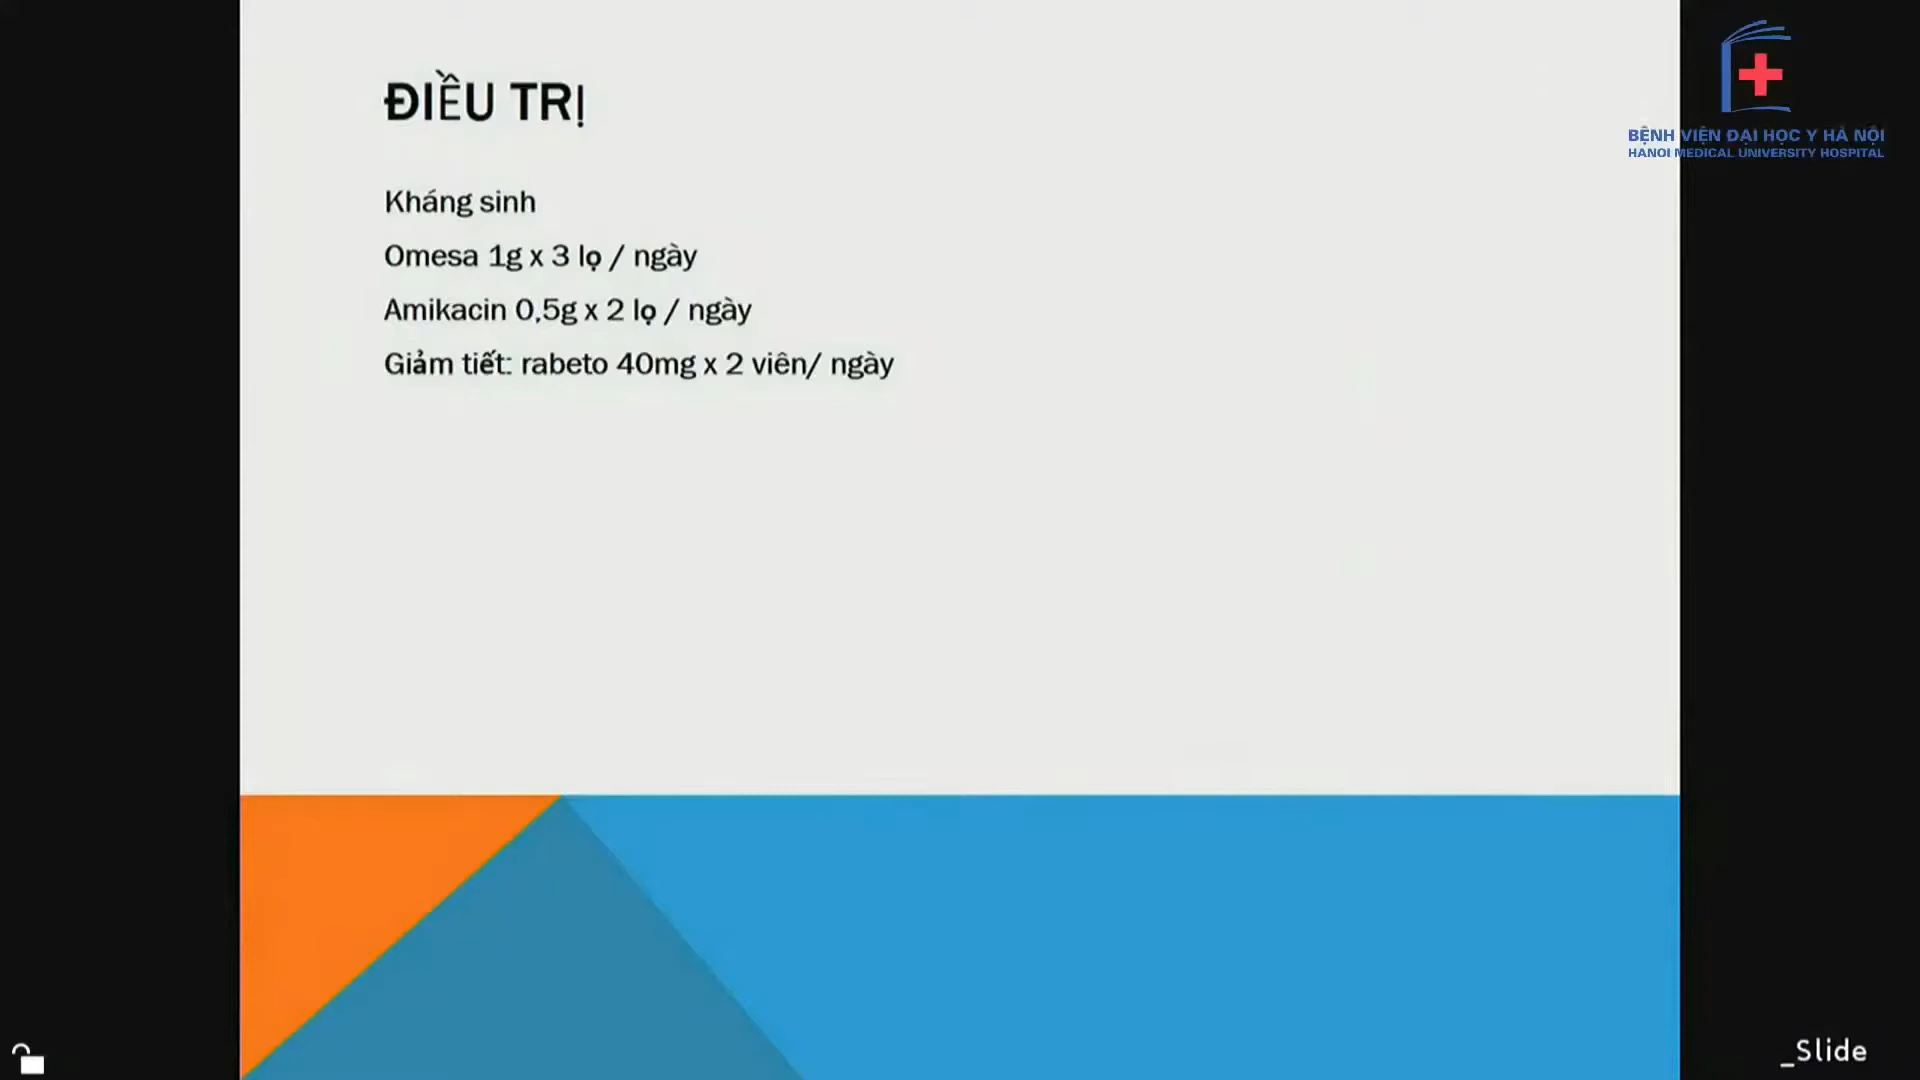 ĐIỀU TRỊ
Kháng sinh
Omesa 1g x 3 lọ / ngày
Amikacin 0,5g x 2 lọ / ngày
Giảm tiết: rabeto 40mg x 2 viên/ ngày
BỆNH VIỆN ĐẠI HỌC Y HÀ NỘI
HANOI MEDICAL UNIVERSITY HOSPITAL
_Slide